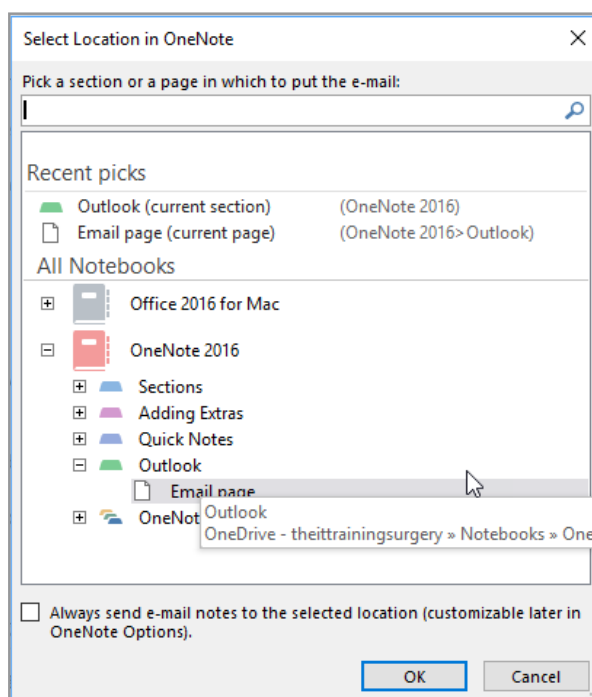 Select Location in OneNote
Pick a section or a page in which to put the e-mail:
Recent picks
Outlook (current section) (OneNote 2016)
Email page (current page) (OneNote 2016>Outlook)
All Notebooks
Office 2016 for Mac
OneNote 2016
Sections
Adding Extras
Quick Notes
Outlook
Email page
OneNot
Outlook
OneDrive - theittrainingsurgery » Notebooks » One
Always send e-mail notes to the selected location (customizable later in
OneNote Options).
OK Cancel